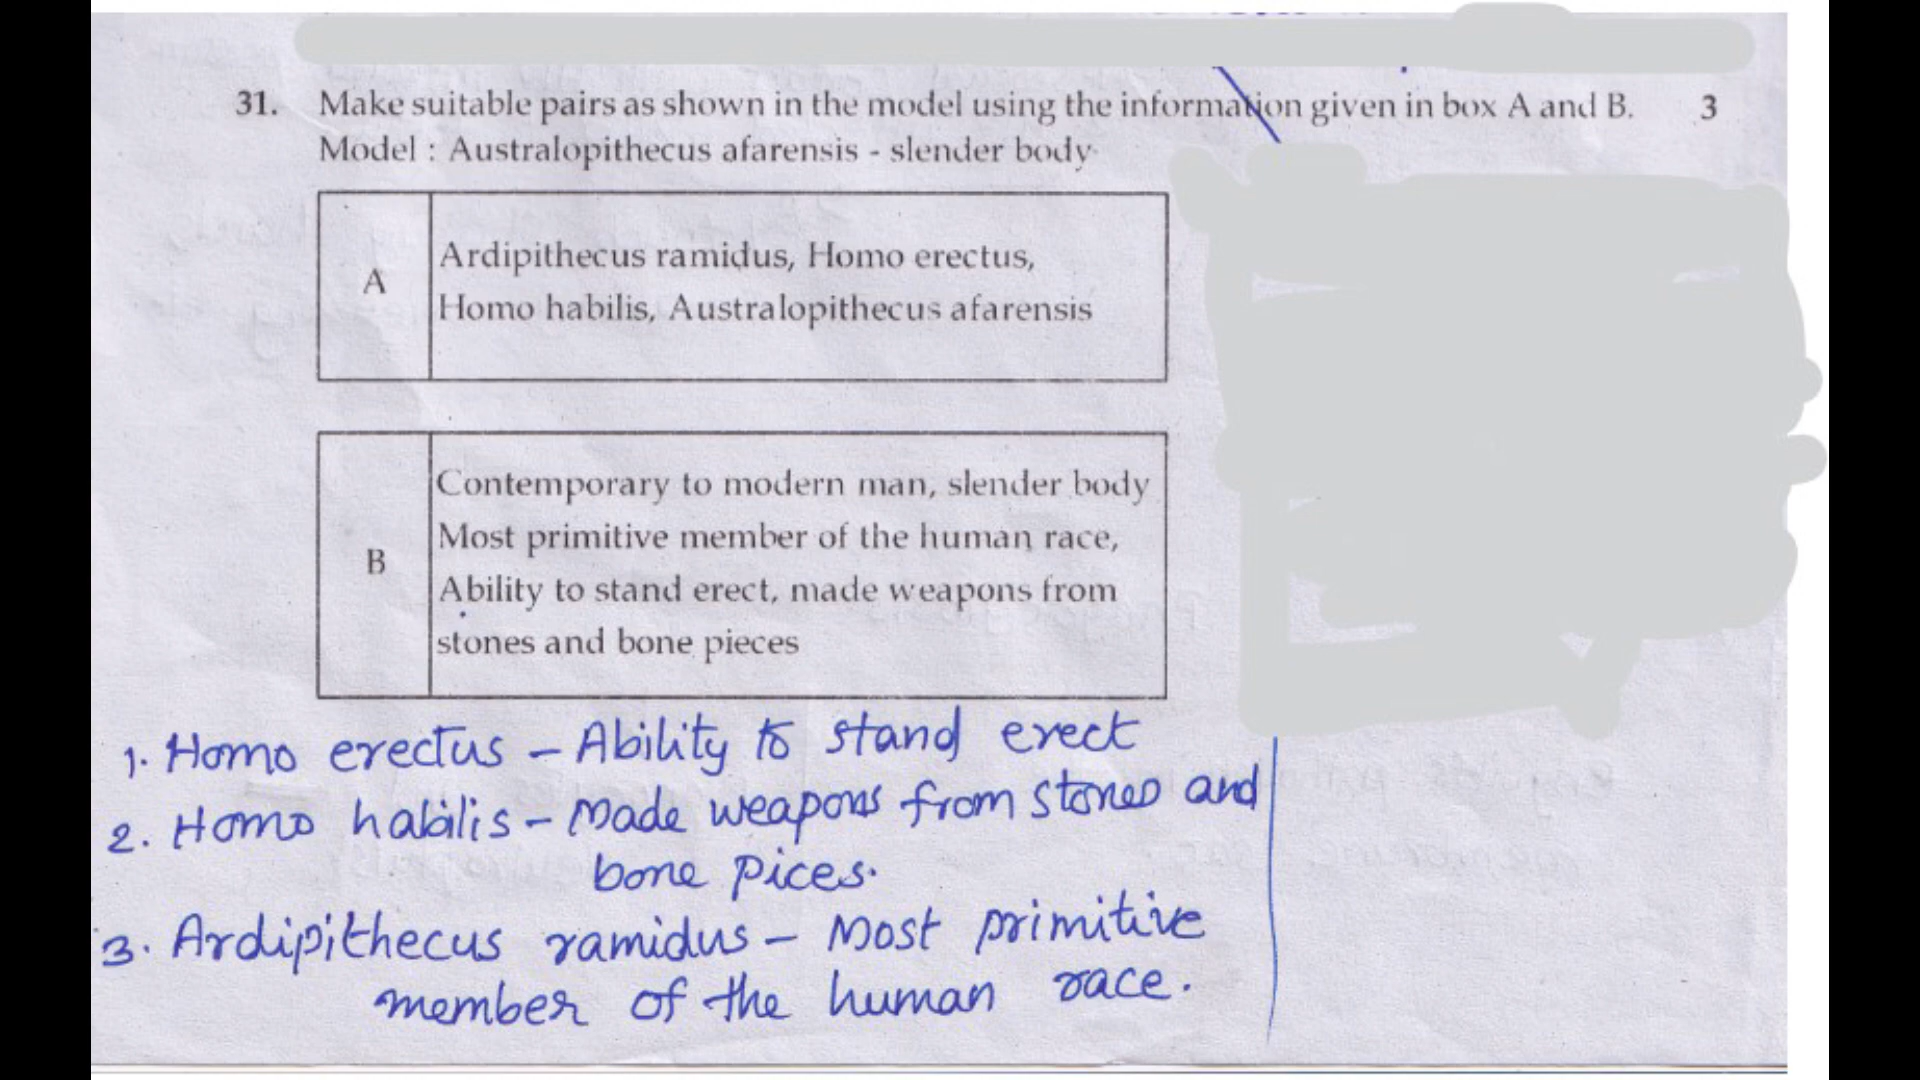 31. Make suitable pairs as shown in the model using the information given in box A and B. 3
Model : Australopithecus afarensis - slender body
A
Ardipithecus ramidus, Homo erectus,
Homo habilis, Australopithecus afarensis
B
Contemporary to modern man, slender body
Most primitive member of the human race,
Ability to stand erect, made weapons from
stones and bone pieces
1. Homo erectus - Ability to stand erect
2. Homo habilis - Made weapons from stones and
bone pices.
3. Ardipithecus ramidus - Most primitive
member of the human race.